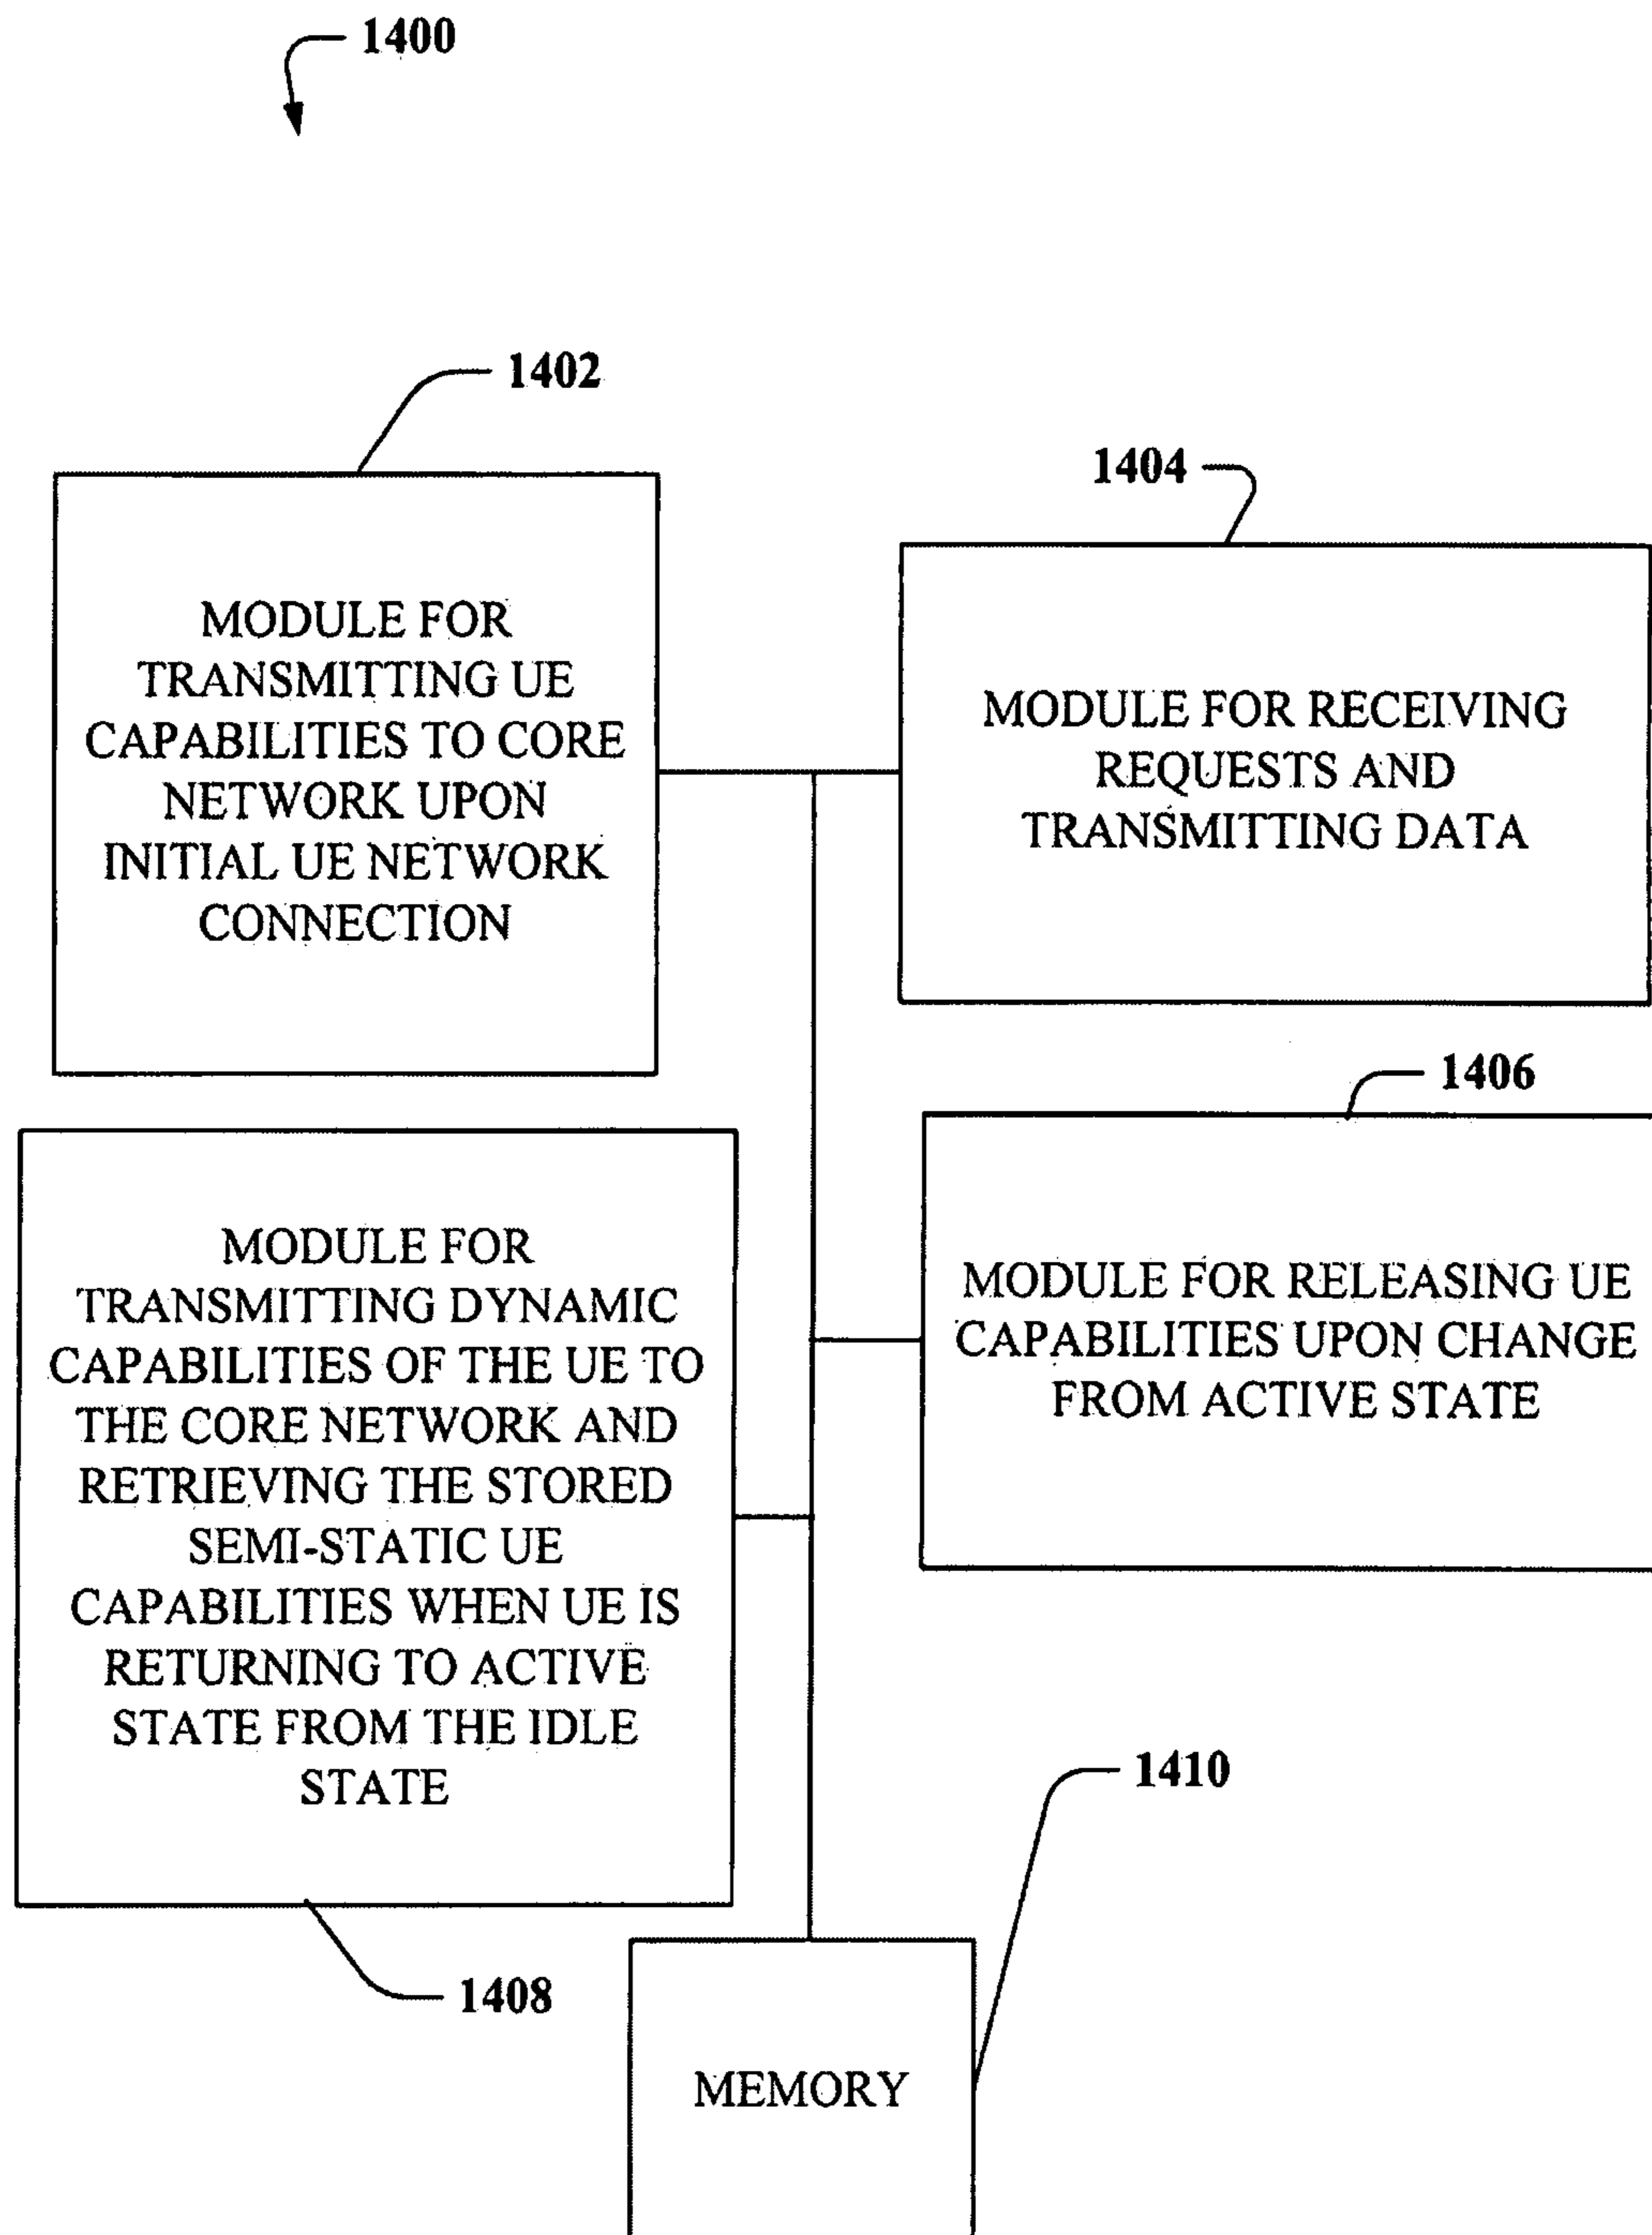 1400
1402
MODULE FOR
TRANSMITTING UE
CAPABILITIES TO CORE
NETWORK UPON
INITIAL UE NETWORK
CONNECTION
1404
MODULE FOR RECEIVING
REQUESTS AND
TRANSMITTING DATA
1406
MODULE FOR RELEASING UE
CAPABILITIES UPON CHANGE
FROM ACTIVE STATE
MODULE FOR
TRANSMITTING DYNAMIC
CAPABILITIES OF THE UE TO
THE CORE NETWORK AND
RETRIEVING THE STORED
SEMI-STATIC UE
CAPABILITIES WHEN UE IS
RETURNING TO ACTIVE
STATE FROM THE IDLE
STATE
1408
1410
MEMORY